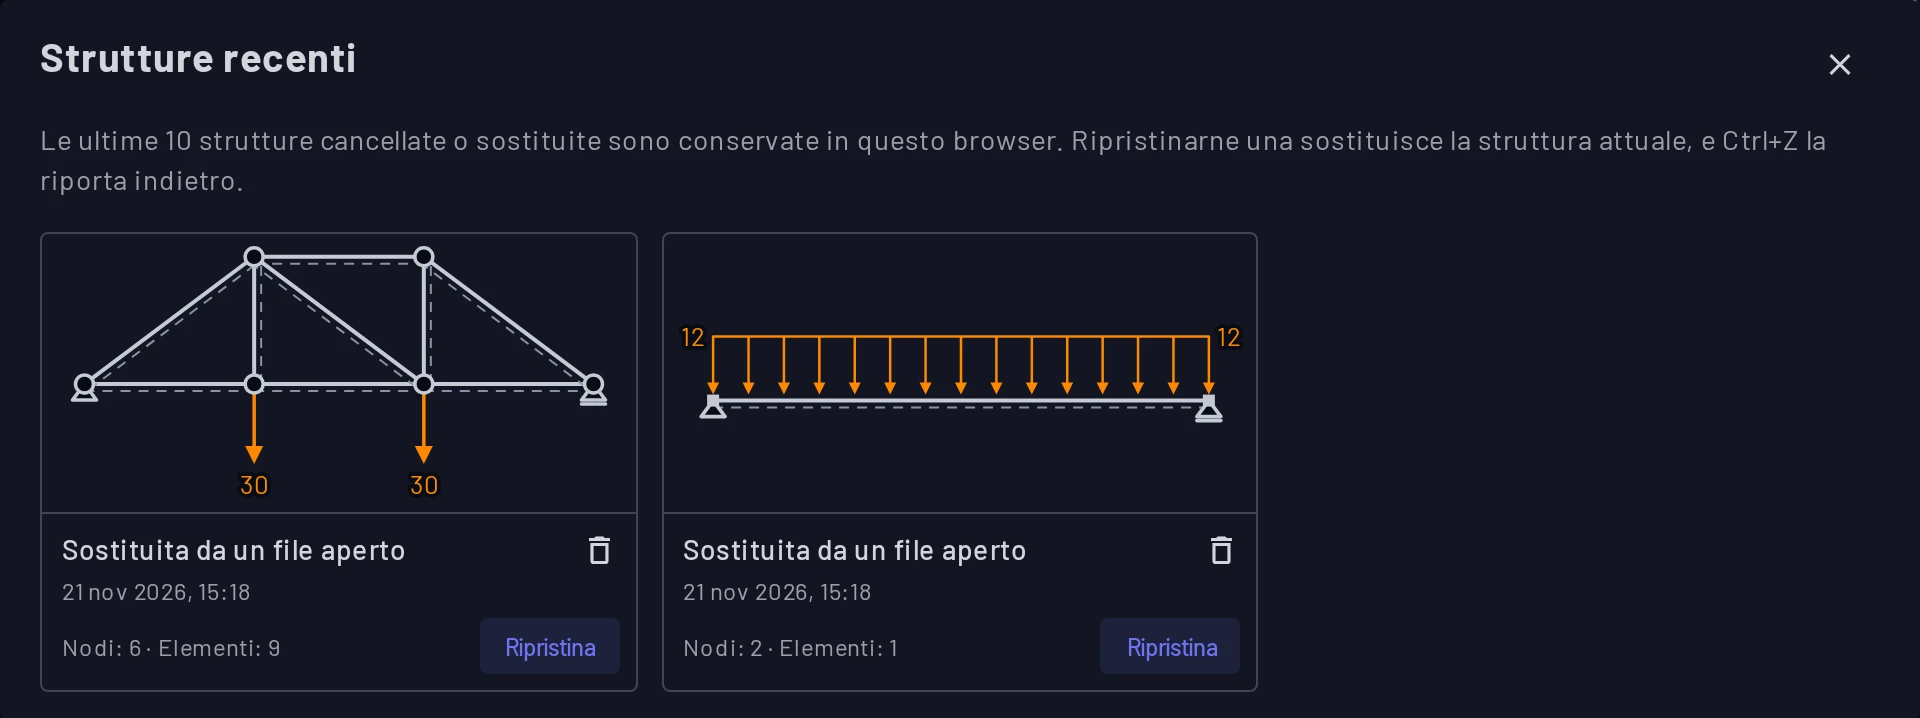 Strutture recenti
Le ultime 10 strutture cancellate o sostituite sono conservate in questo browser. Ripristinarne una sostituisce la struttura attuale, e Ctrl+Z la
riporta indietro.
30 30
12 12
Sostituita da un file aperto
21 nov 2026, 15:18
Nodi: 6 · Elementi: 9
Ripristina
Sostituita da un file aperto
21 nov 2026, 15:18
Nodi: 2 · Elementi: 1
Ripristina